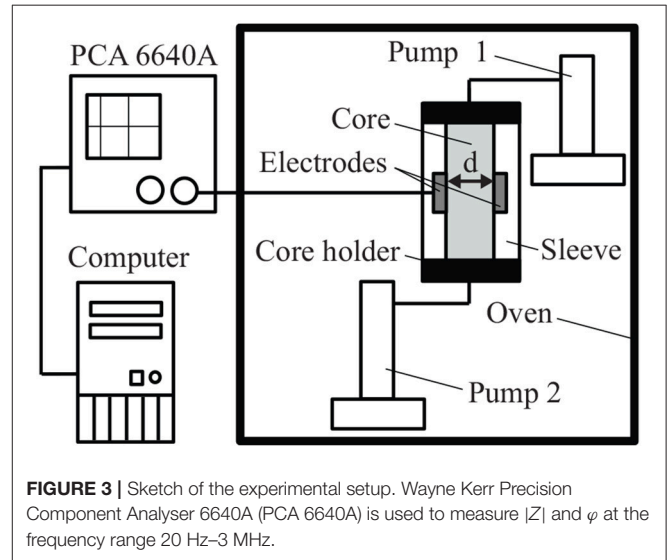 PCA 6640A
Pump 1
Core
Electrodes
d
Core holder
Sleeve
Computer
Oven
Pump 2
FIGURE 3 | Sketch of the experimental setup. Wayne Kerr Precision
Component Analyser 6640A (PCA 6640A) is used to measure |Z| and φ at the
frequency range 20 Hz–3 MHz.